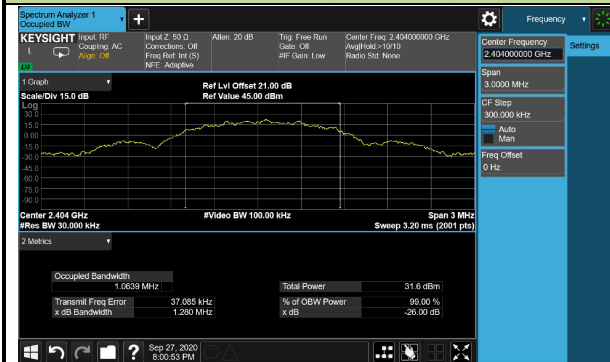 Spectrum Analyzer 1
Occupied BW
Frequency
KEYSIGHT
Input: RF
Coupling: AC
Align: Off
Input Z: 50 Ω
Corrections: Off
Freq Ref: Int (S)
NFE: Adaptive
Atten: 20 dB
Trig: Free Run
Gate: Off
#IF Gain: Low
Center Freq: 2.404000000 GHz
Avg|Hold:>10/10
Radio Std: None
L
LV
Center Frequency
2.404000000 GHz
Settings
Span
3.0000 MHz
CF Step
300.000 kHz
Auto
Man
Freq Offset
0 Hz
1 Graph
Scale/Div 15.0 dB
Ref Lvl Offset 21.00 dB
Ref Value 45.00 dBm
Log
30.0
15.0
0.00
-15.0
-30.0
-45.0
-60.0
-75.0
-90.0
Center 2.404 GHz
#Res BW 30.000 kHz
#Video BW 100.00 kHz
Span 3 MHz
Sweep 3.20 ms (2001 pts)
2 Metrics
Occupied Bandwidth
1.0639 MHz
Total Power 31.6 dBm
Transmit Freq Error 37.085 kHz
% of OBW Power 99.00 %
x dB Bandwidth 1.280 MHz
x dB -26.00 dB
Sep 27, 2020
8:00:53 PM